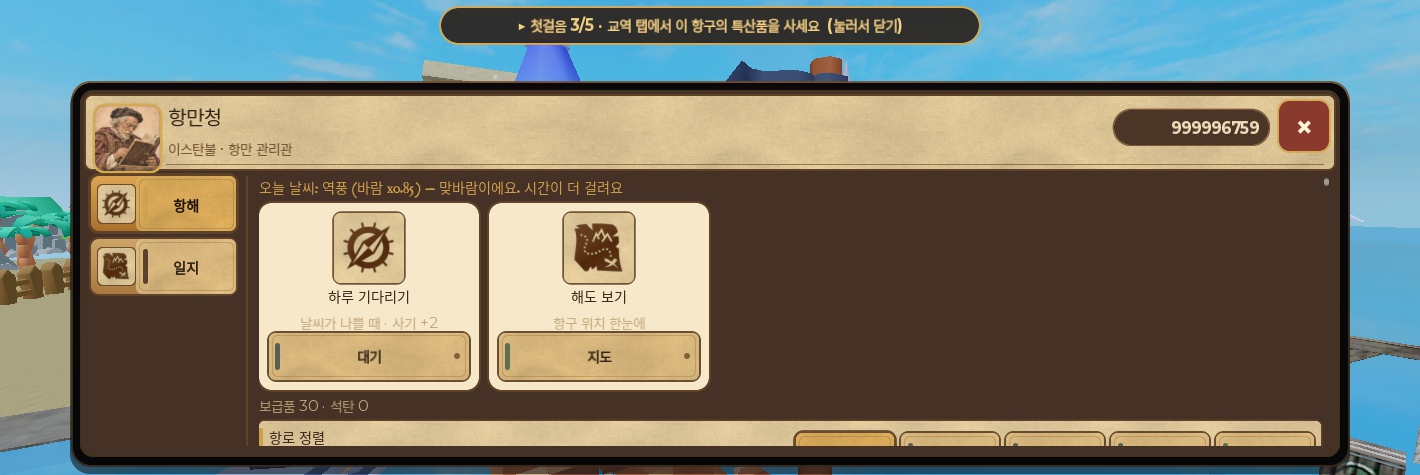 ▸ 첫걸음 3/5 · 교역 탭에서 이 항구의 특산품을 사세요 (눌러서 닫기)
항만청
이스탄불 · 항만 관리관
999996759
×
항해
일지
오늘 날씨: 역풍 (바람 x0.85) — 맞바람이에요. 시간이 더 걸려요
하루 기다리기
날씨가 나쁠 때 · 사기 +2
대기
해도 보기
항구 위치 한눈에
지도
보급품 30 · 석탄 0
항로 정렬